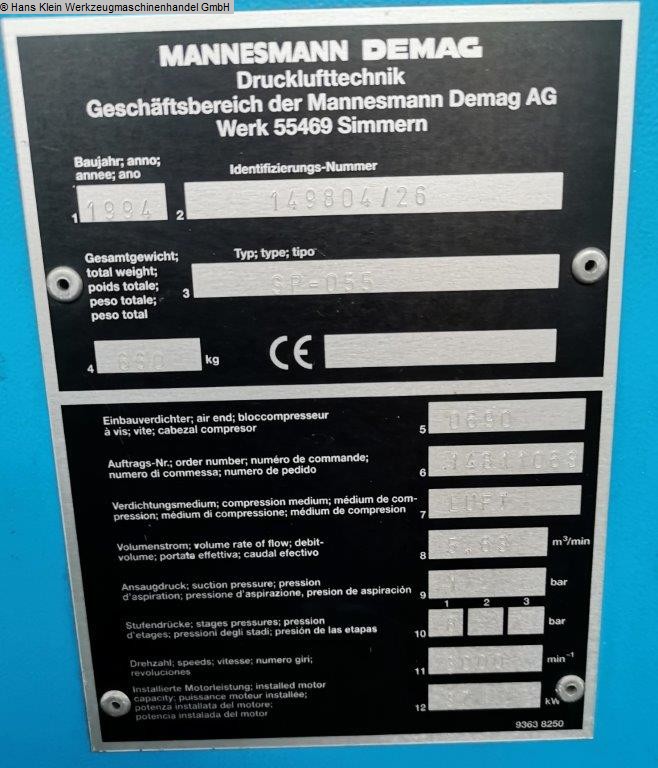 © Hans Klein Werkzeugmaschinenhandel GmbH
MANNESMANN DEMAG
Drucklufttechnik
Geschäftsbereich der Mannesmann Demag AG
Werk 55469 Simmern
Baujahr; anno;
annee; ano
Identifizierungs-Nummer
1 1994 2 149804/26
Gesamtgewicht;
total weight;
poids totale;
peso totale;
peso total
Typ; type; tipo
3
4 kg CE
Einbauverdichter; air end; bloccompresseur
à vis; vite; cabezal compresor 5 0690
Auftrags-Nr.; order number; numéro de commande;
numero di commessa; numero de pedido 6
Verdichtungsmedium; compression medium; médium de com-
pression; médium di compressione; médium de compresion 7 LUFT
Volumenstrom; volume rate of flow; debit-
volume; portata effettiva; caudal efectivo 8 m³/min
Ansaugdruck; suction pressure; pression
d'aspiration; pressione d'aspirazione, presion de aspiración 9 1 bar
1 2 3
Stufendrücke; stages pressures; pression
d'etages; pressioni degli stadi; presión de las etapas 10 bar
Drehzahl; speeds; vitesse; numero giri;
revoluciones 11 min⁻¹
Installierte Motorleistung; installed motor
capacity; puissance moteur installée;
potenza installata del motore;
potencia instalada del motor 12 kW
9363 8250